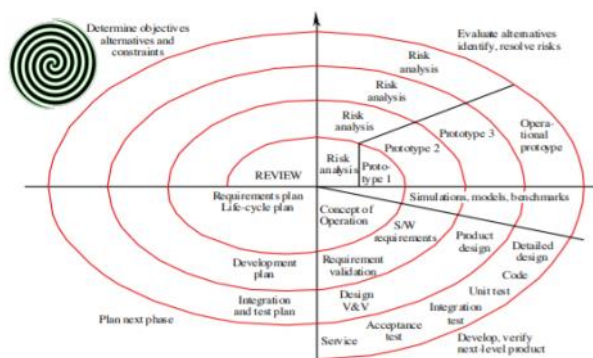 Determine objectives
alternatives and
constraints
Evaluate alternatives
identify, resolve risks
Risk
analysis
Risk
analysis
Risk
analysis
Risk
analysis
Proto-
type 1
Prototype 2
Prototype 3
Opera-
tional
protoype
REVIEW
Requirements plan
Life-cycle plan
Simulations, models, benchmarks
Concept of
Operation
S/W
requirements
Product
design
Detailed
design
Development
plan
Requirement
validation
Code
Unit test
Integration
and test plan
Design
V&V
Integration
test
Acceptance
test
Service
Plan next phase
Develop, verify
next-level product